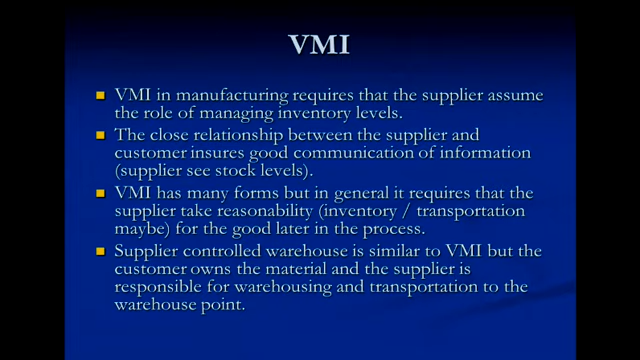 VMI
VMI in manufacturing requires that the supplier assume
the role of managing inventory levels.
The close relationship between the supplier and
customer insures good communication of information
(supplier see stock levels).
VMI has many forms but in general it requires that the
supplier take reasonability (inventory / transportation
maybe) for the good later in the process.
Supplier controlled warehouse is similar to VMI but the
customer owns the material and the supplier is
responsible for warehousing and transportation to the
warehouse point.